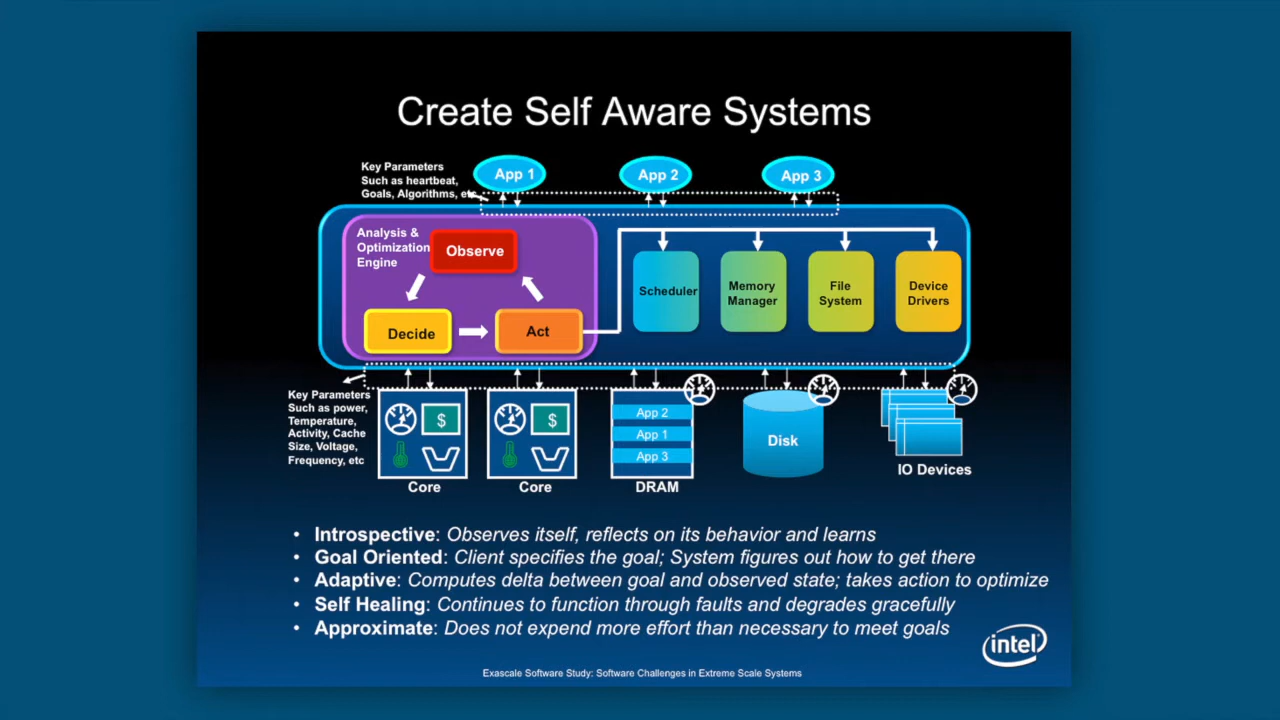 Create Self Aware Systems
Key Parameters
Such as heartbeat,
Goals, Algorithms, etc
App 1
App 2
App 3
Analysis &
Optimization
Engine
Observe
Decide
Act
Scheduler
Memory
Manager
File
System
Device
Drivers
Key Parameters
Such as power,
Temperature,
Activity, Cache
Size, Voltage,
Frequency, etc
$
Core
$
Core
App 2
App 1
App 3
DRAM
Disk
IO Devices
• Introspective: Observes itself, reflects on its behavior and learns
• Goal Oriented: Client specifies the goal; System figures out how to get there
• Adaptive: Computes delta between goal and observed state; takes action to optimize
• Self Healing: Continues to function through faults and degrades gracefully
• Approximate: Does not expend more effort than necessary to meet goals
intel
Exascale Software Study: Software Challenges in Extreme Scale Systems